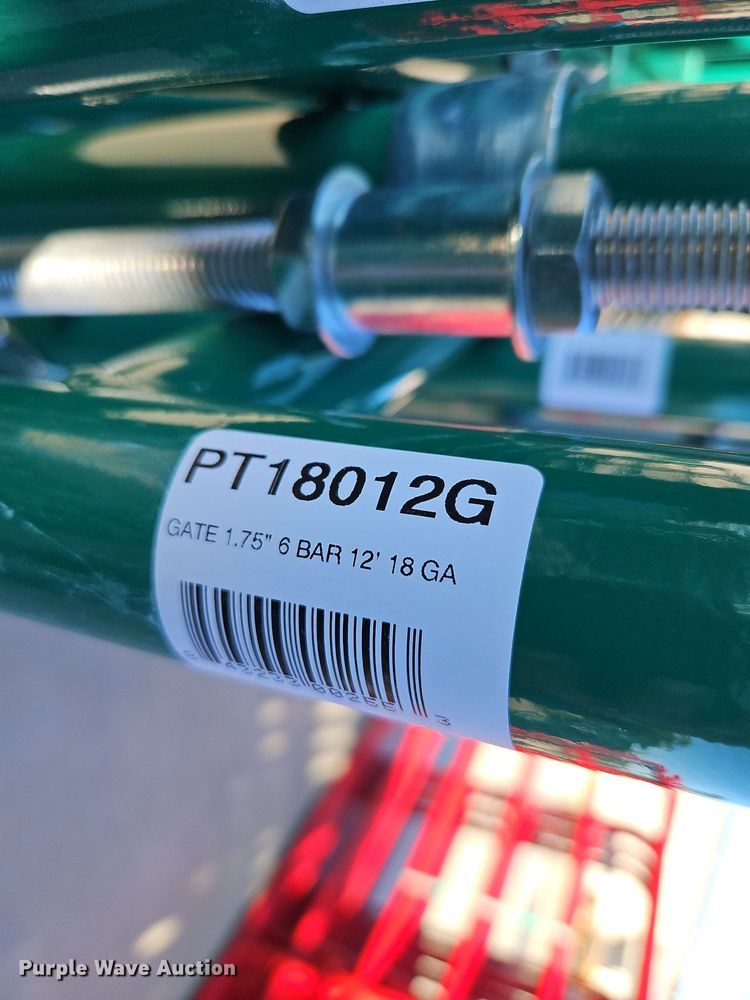 PT18012G
GATE 1.75" 6 BAR 12' 18 GA
Purple Wave Auction